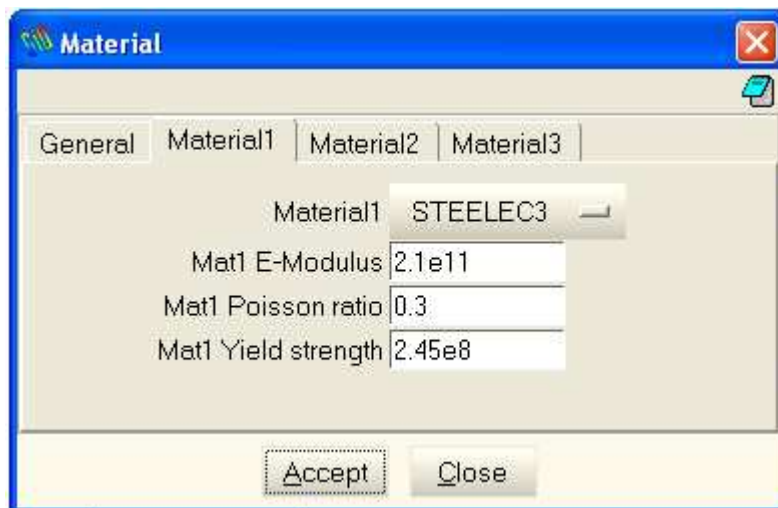 Material
General Material1 Material2 Material3
Material1 STEELEC3
Mat1 E-Modulus 2.1e11
Mat1 Poisson ratio 0.3
Mat1 Yield strength 2.45e8
Accept Close